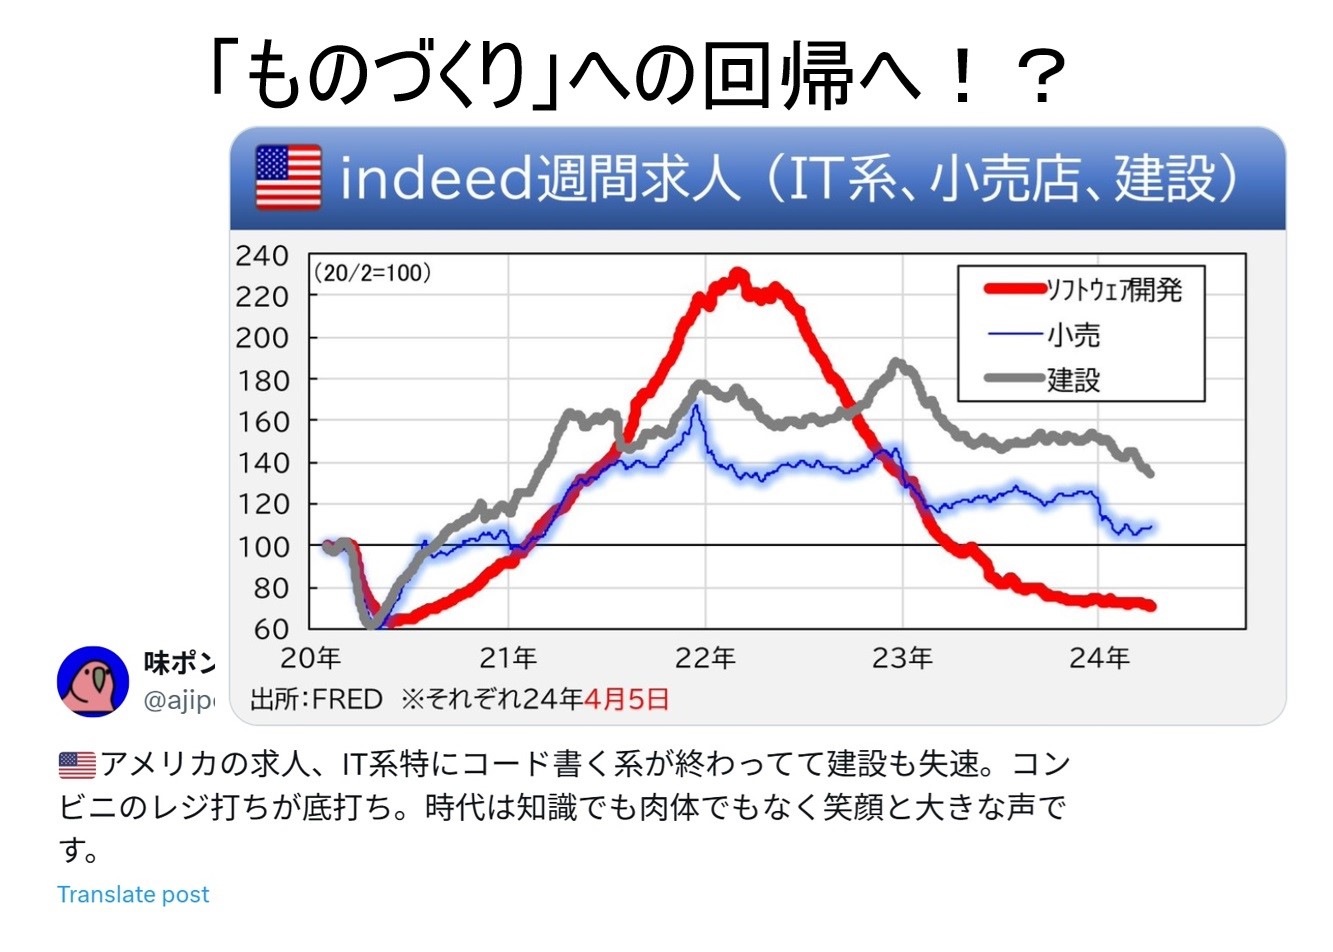 「ものづくり」への回帰へ！？
indeed週間求人（IT系、小売店、建設）
(20/2=100)
ソフトウェア開発
小売
建設
240
220
200
180
160
140
120
100
80
60
20年 21年 22年 23年 24年
出所：FRED ※それぞれ24年4月5日
味ポン
@ajip
アメリカの求人、IT系特にコード書く系が終わってて建設も失速。コン
ビニのレジ打ちが底打ち。時代は知識でも肉体でもなく笑顔と大きな声で
す。
Translate post